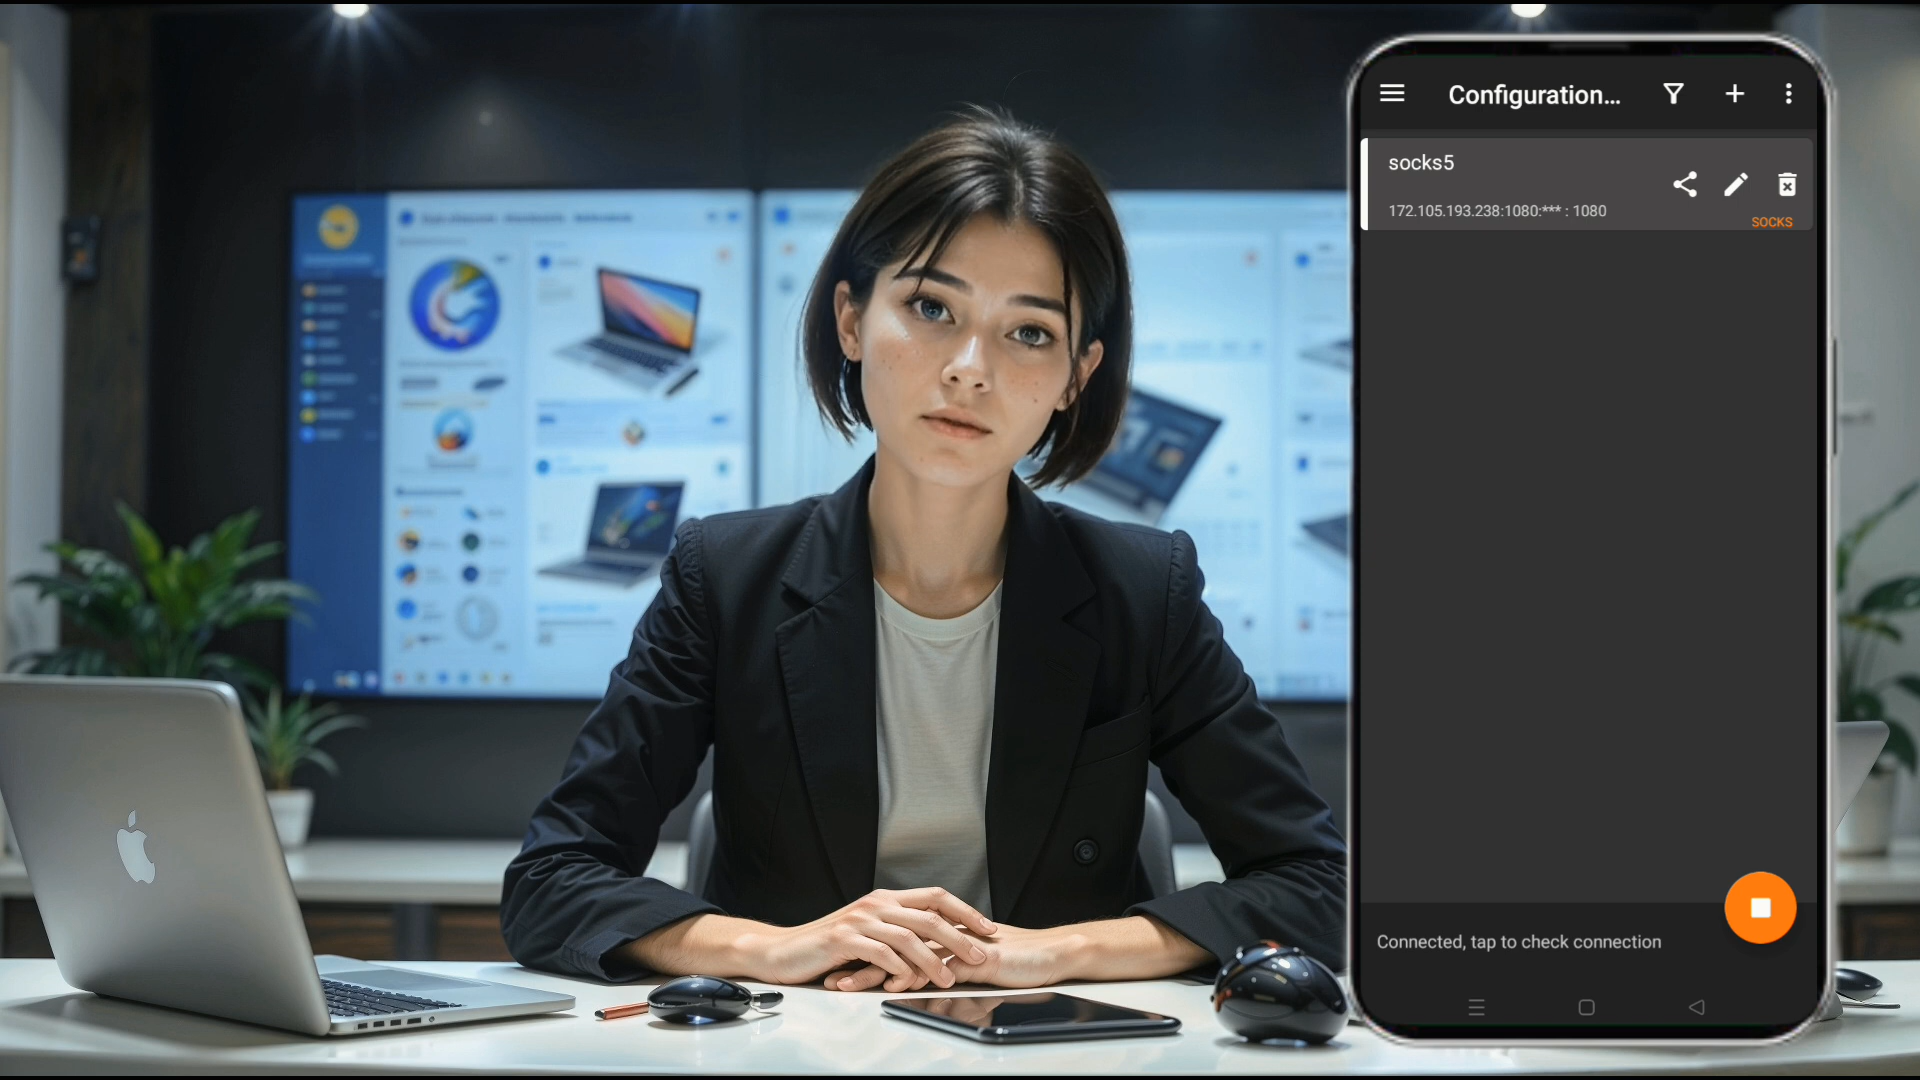 Configuration...
socks5
172.105.193.238:1080:*** : 1080
SOCKS
Connected, tap to check connection